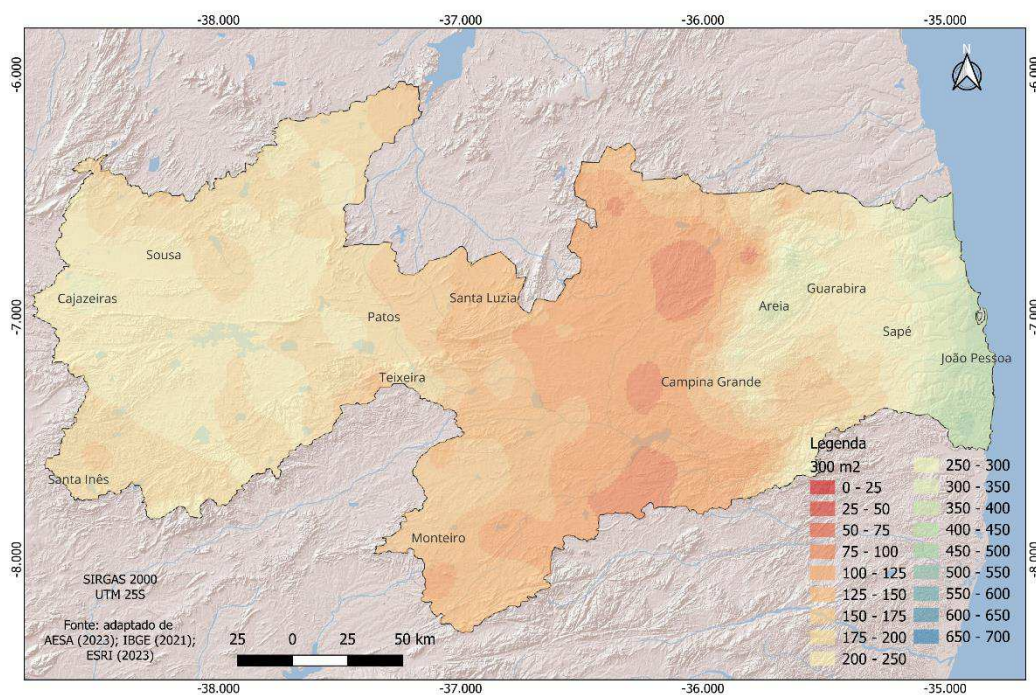 -38.000 -37.000 -36.000 -35.000
-6.000 -6.000
N
Sousa
Cajazeiras
Santa Luzia
Patos
Guarabira
Areia
Sapé
-7.000 -7.000
João Pessoa
Teixeira
Campina Grande
Santa Inês
Monteiro
Legenda
300 m2
0 - 25
25 - 50
50 - 75
75 - 100
100 - 125
125 - 150
150 - 175
175 - 200
200 - 250
250 - 300
300 - 350
350 - 400
400 - 450
450 - 500
500 - 550
550 - 600
600 - 650
650 - 700
-8.000 -8.000
SIRGAS 2000
UTM 25S
Fonte: adaptado de
AESA (2023); IBGE (2021);
ESRI (2023)
25 0 25 50 km
-38.000 -37.000 -36.000 -35.000